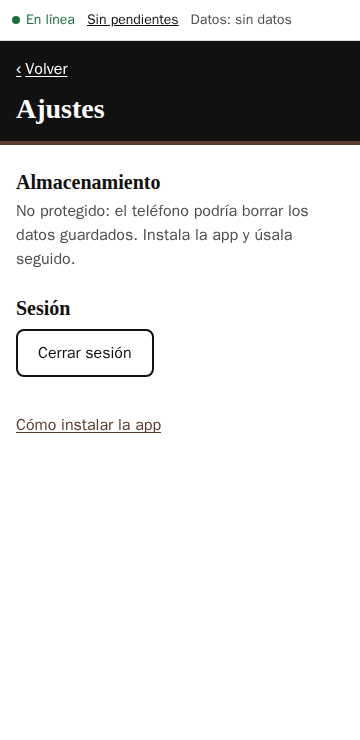 En línea Sin pendientes Datos: sin datos
‹ Volver
Ajustes
Almacenamiento
No protegido: el teléfono podría borrar los
datos guardados. Instala la app y úsala
seguido.
Sesión
Cerrar sesión
Cómo instalar la app